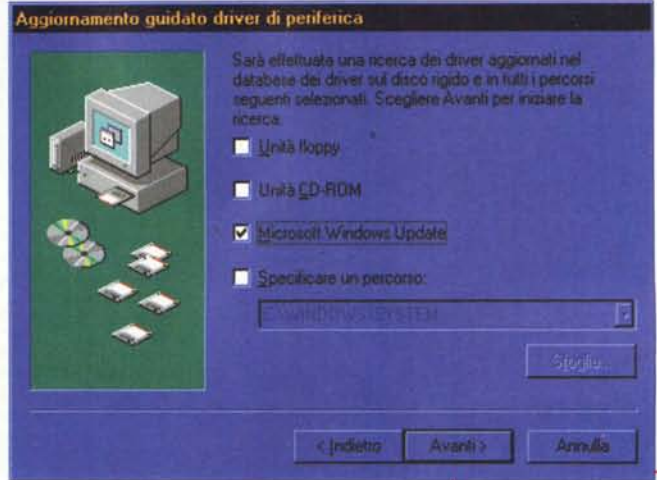 Aggiornamento guidato driver di periferica
Sarà effettuata una ricerca dei driver aggiornati nel
database dei driver sul disco rigido e in tutti i percorsi
seguenti selezionati. Scegliere Avanti per iniziare la
ricerca.
Unità floppy
Unità CD-ROM
Microsoft Windows Update
Specificare un percorso:
C:\WINDOWS\SYSTEM
Sfoglia...
< Indietro
Avanti >
Annulla